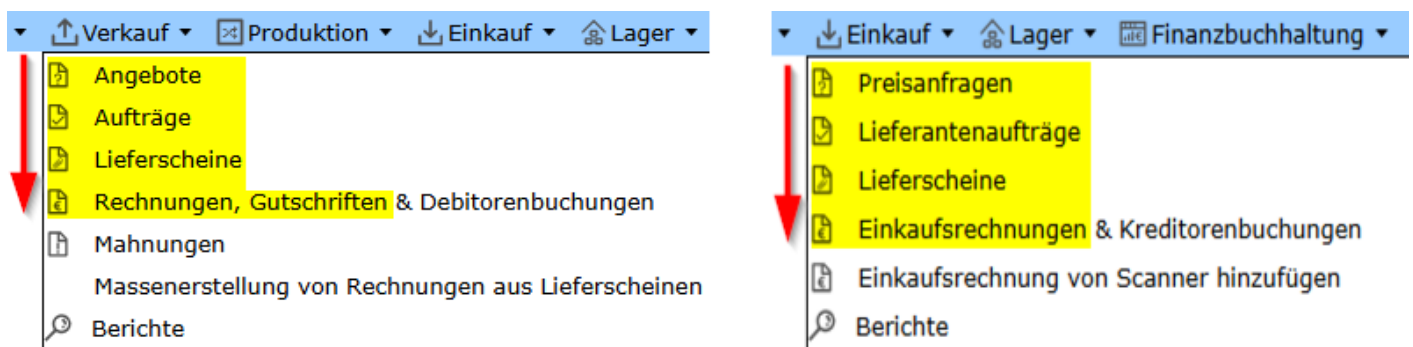 Verkauf Produktion Einkauf Lager
Angebote
Aufträge
Lieferscheine
Rechnungen, Gutschriften & Debitorenbuchungen
Mahnungen
Massenerstellung von Rechnungen aus Lieferscheinen
Berichte
Einkauf Lager Finanzbuchhaltung
Preisanfragen
Lieferantenaufträge
Lieferscheine
Einkaufsrechnungen & Kreditorenbuchungen
Einkaufsrechnung von Scanner hinzufügen
Berichte